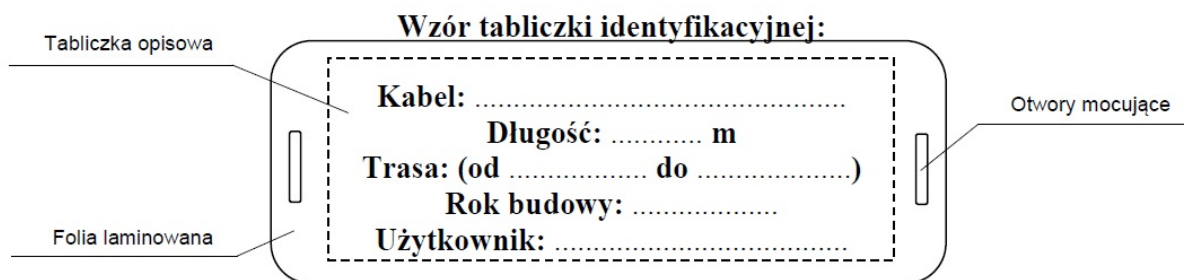 Wzór tabliczki identyfikacyjnej:
Tabliczka opisowa
Kabel: ................................................
Długość: ............ m
Trasa: (od .................. do ....................)
Rok budowy: ...................
Użytkownik: ......................................
Otwory mocujące
Folia laminowana